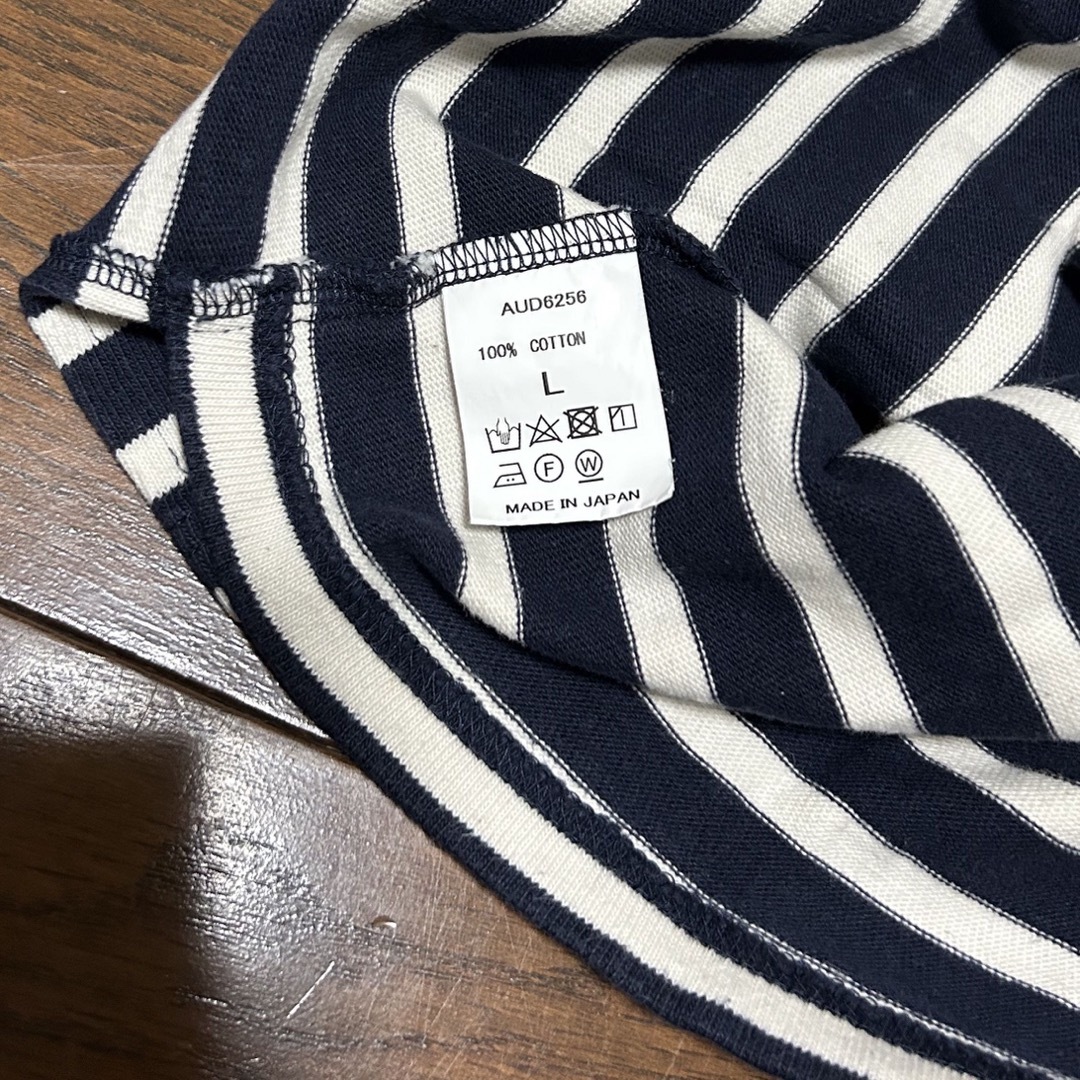 AUD6256
100% COTTON
L
F W
MADE IN JAPAN